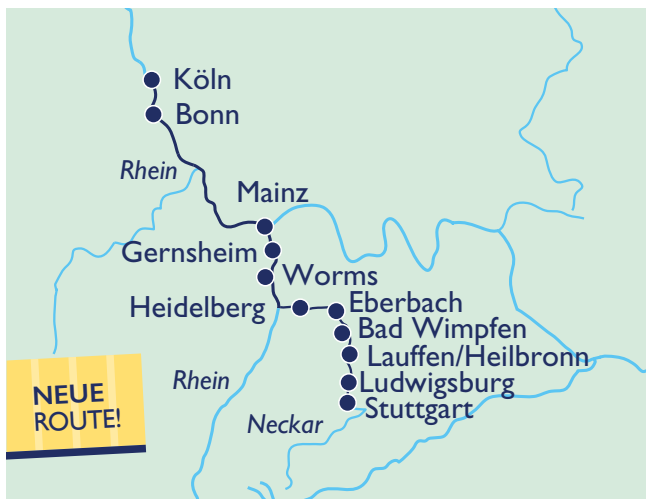 Köln
Bonn
Rhein
Mainz
Gernsheim
Worms
Heidelberg
Eberbach
Bad Wimpfen
Lauffen/Heilbronn
Rhein
Ludwigsburg
Stuttgart
Neckar
NEUE
ROUTE!